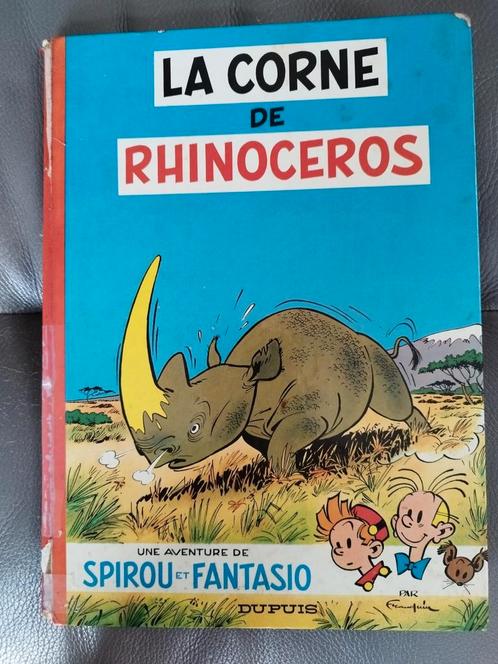 LA CORNE
DE
RHINOCEROS
UNE AVENTURE DE
SPIROU ET FANTASIO
PAR
Franquin
DUPUIS